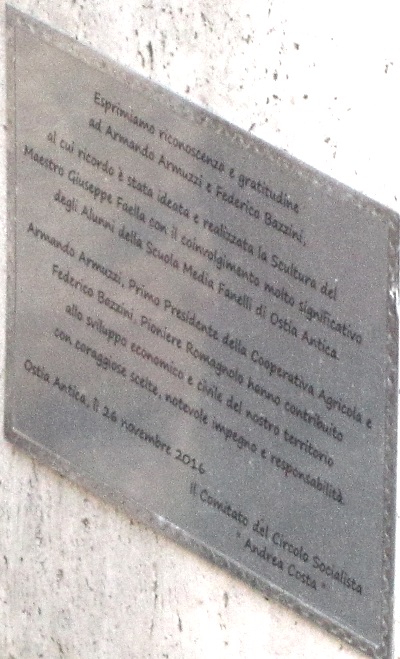 Esprimiamo riconoscenza e gratitudine
ad Armando Armuzzi e Federico Bazzini,
al cui ricordo è stata ideata e realizzata la Scultura del
Maestro Giuseppe Faella con il coinvolgimento molto significativo
degli Alunni della Scuola Media Fanelli di Ostia Antica.
Armando Armuzzi, Primo Presidente della Cooperativa Agricola e
Federico Bazzini, Pioniere Romagnolo hanno contribuito
allo sviluppo economico e civile del nostro territorio
con coraggiose scelte, notevole impegno e responsabilità.
Ostia Antica, lì 26 novembre 2016
Il Comitato del Circolo Socialista
" Andrea Costa "